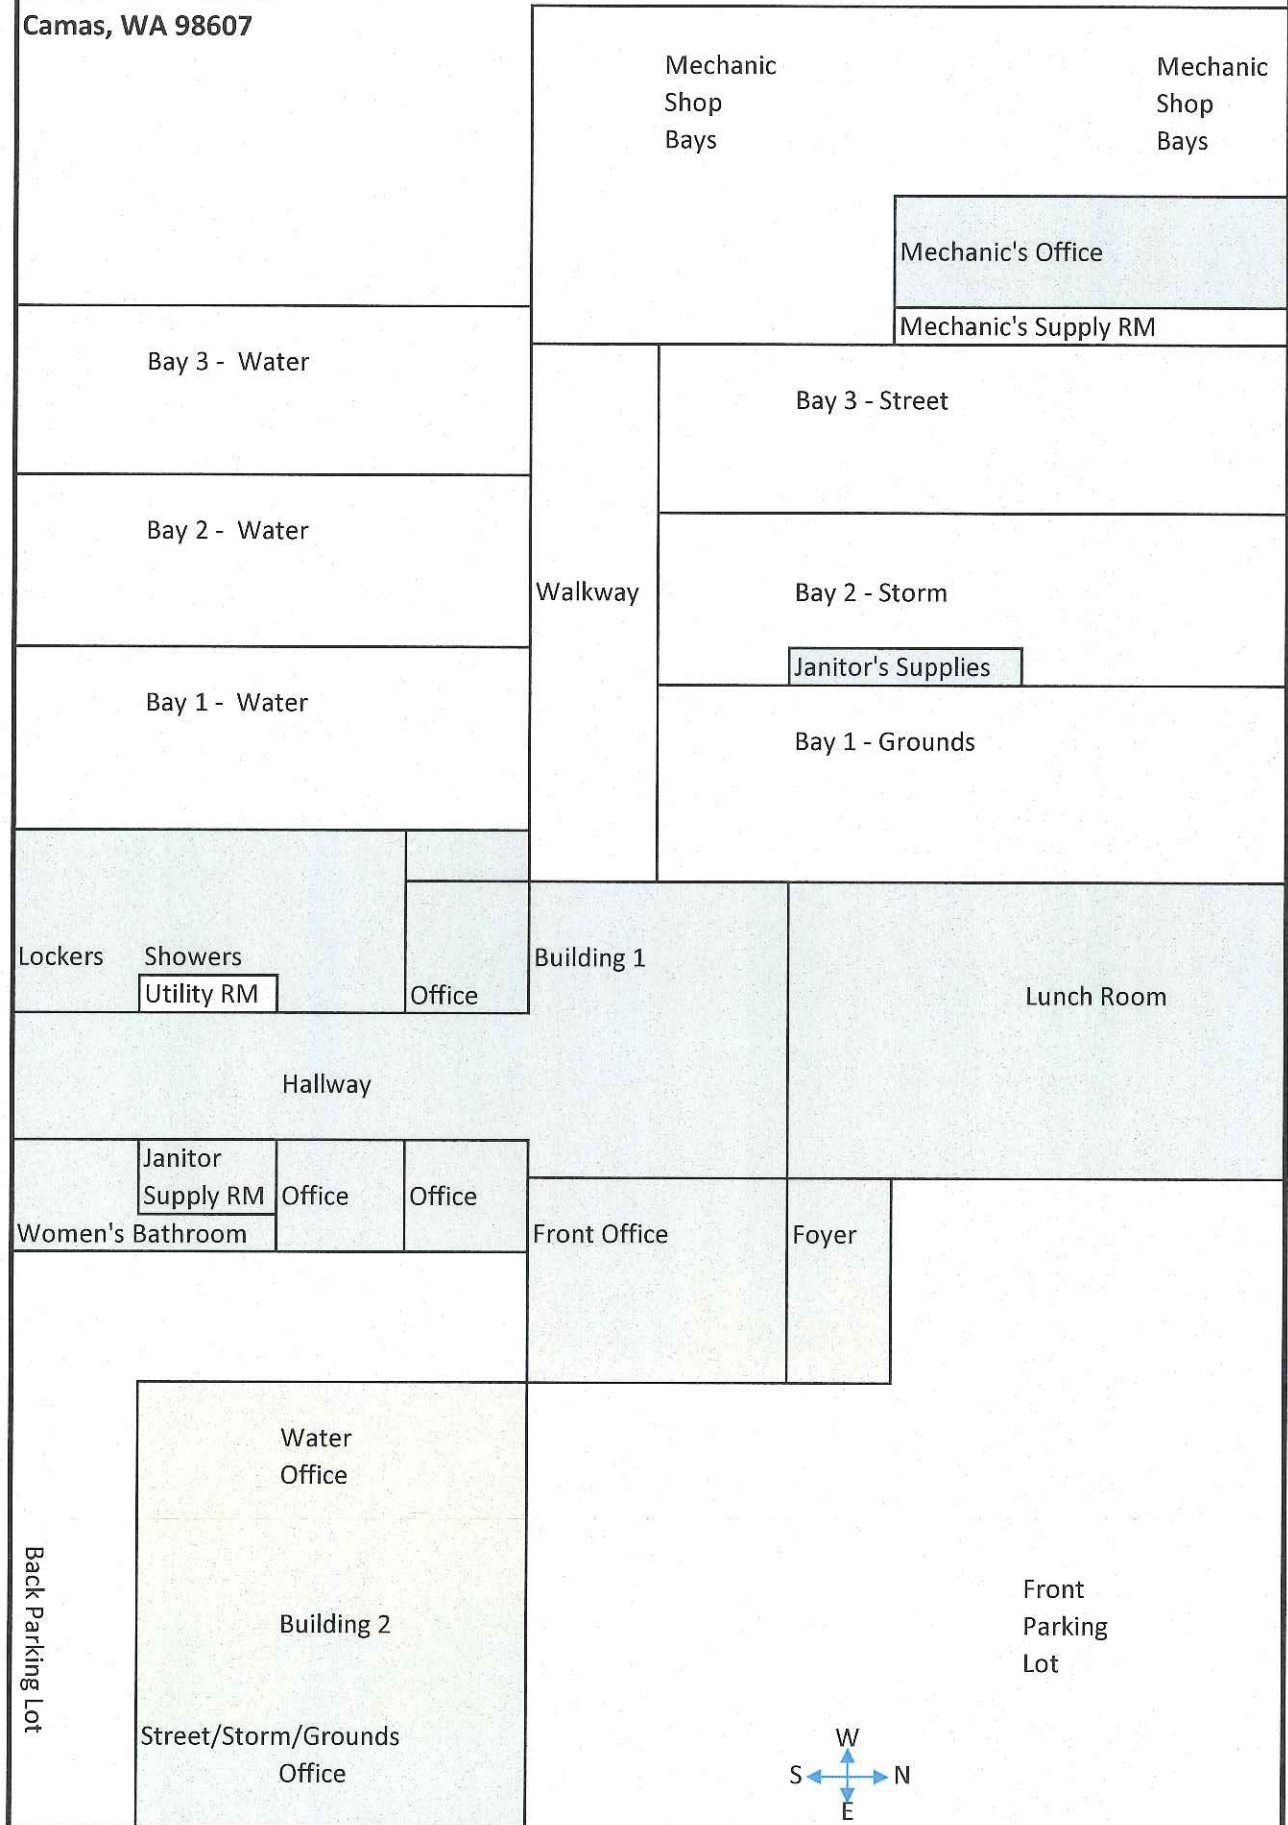 Camas, WA 98607
Mechanic
Shop
Bays
Mechanic
Shop
Bays
Mechanic's Office
Mechanic's Supply RM
Bay 3 - Water
Bay 3 - Street
Bay 2 - Water
Walkway
Bay 2 - Storm
Janitor's Supplies
Bay 1 - Water
Bay 1 - Grounds
Lockers
Showers
Utility RM
Office
Building 1
Lunch Room
Hallway
Janitor
Supply RM
Office
Office
Women's Bathroom
Front Office
Foyer
Water
Office
Back Parking Lot
Building 2
Front
Parking
Lot
Street/Storm/Grounds
Office
W
S
N
E